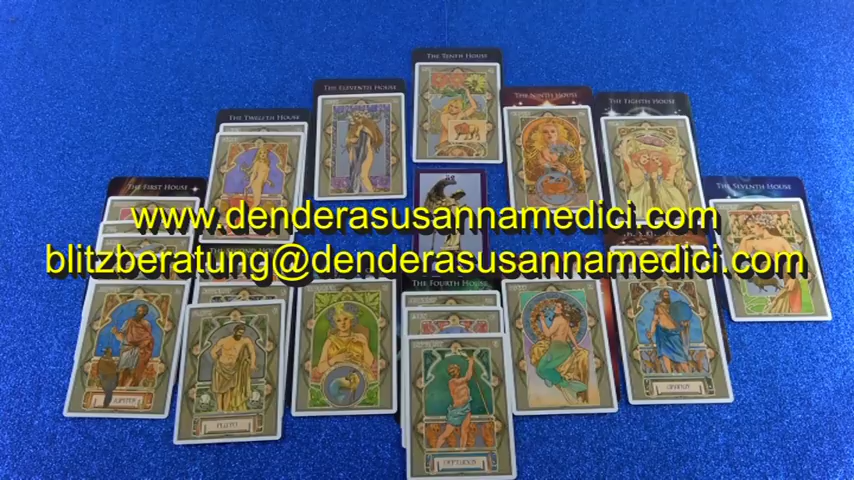 THE TENTH HOUSE
THE ELEVENTH HOUSE
THE NINTH HOUSE
THE EIGHTH HOUSE
THE TWELFTH HOUSE
THE FIRST HOUSE
THE SEVENTH HOUSE
www.denderasusannamedici.com
blitzberatung@denderasusannamedici.com
THE FOURTH HOUSE
JUPITER
PLUTO
URANUS
NEPTUNUS